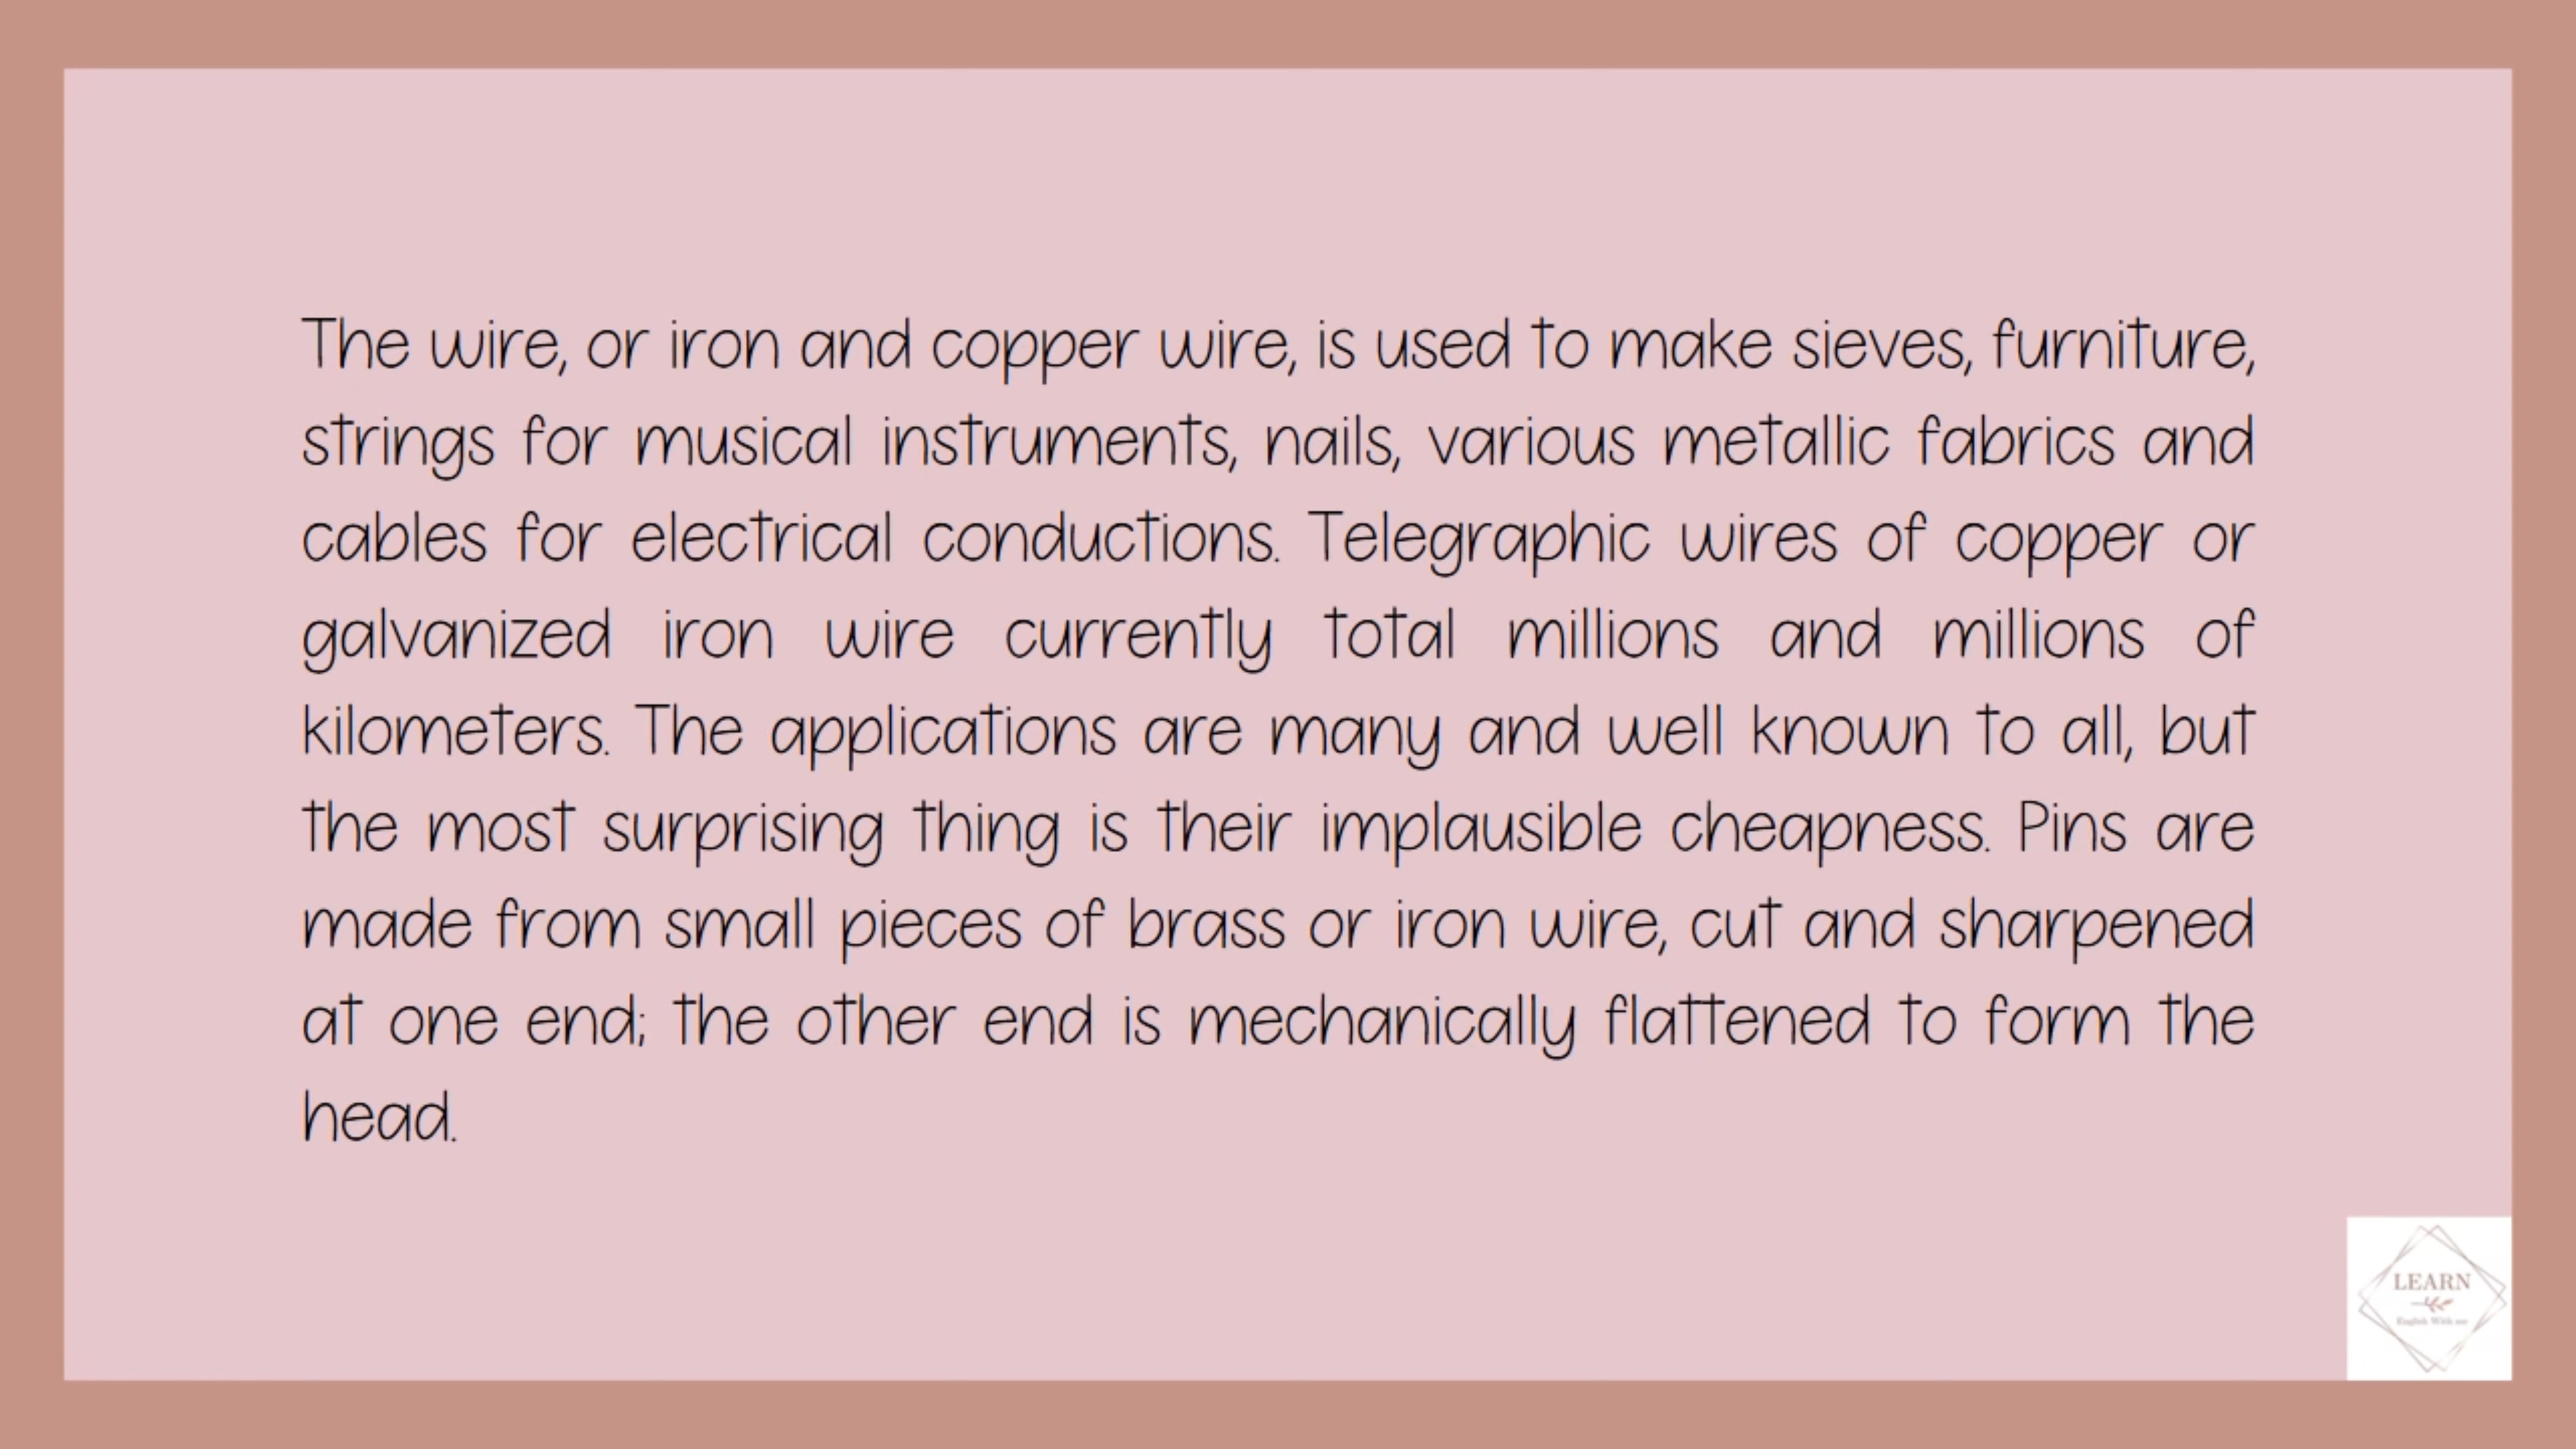 The wire, or iron and copper wire, is used to make sieves, furniture,
strings for musical instruments, nails, various metallic fabrics and
cables for electrical conductions. Telegraphic wires of copper or
galvanized iron wire currently total millions and millions of
kilometers. The applications are many and well known to all, but
the most surprising thing is their implausible cheapness. Pins are
made from small pieces of brass or iron wire, cut and sharpened
at one end; the other end is mechanically flattened to form the
head.
LEARN
English With me